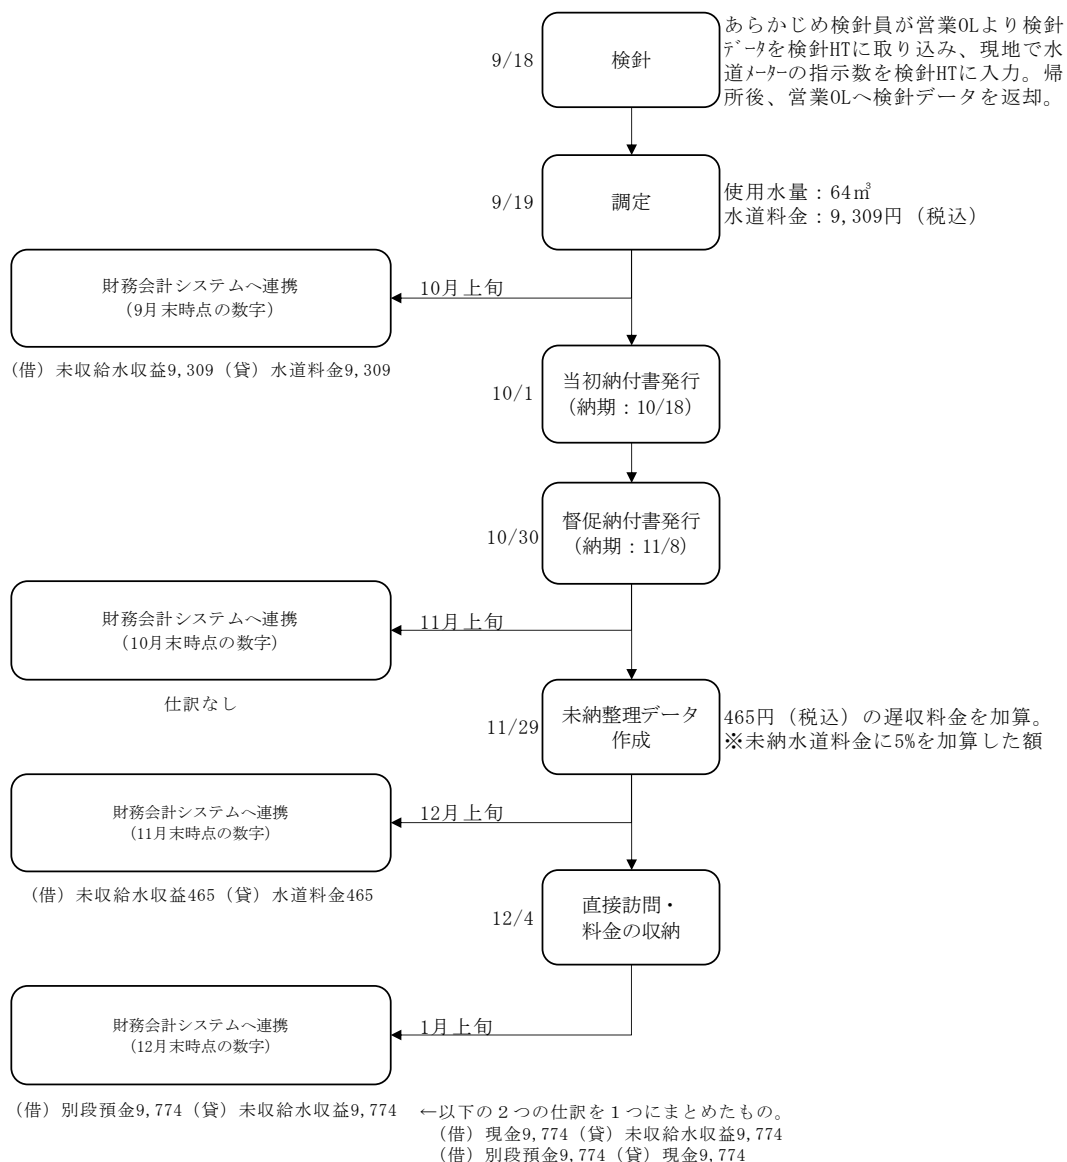 9/18
検針
あらかじめ検針員が営業OLより検針
ﾃﾞｰﾀを検針HTに取り込み、現地で水
道ﾒｰﾀｰの指示数を検針HTに入力。帰
所後、営業OLへ検針データを返却。
9/19
調定
使用水量：64㎥
水道料金：9,309円（税込）
10月上旬
財務会計システムへ連携
（9月末時点の数字）
（借）未収給水収益9,309（貸）水道料金9,309
10/1
当初納付書発行
（納期：10/18）
10/30
督促納付書発行
（納期：11/8）
11月上旬
財務会計システムへ連携
（10月末時点の数字）
仕訳なし
11/29
未納整理データ
作成
465円（税込）の遅収料金を加算。
※未納水道料金に5%を加算した額
12月上旬
財務会計システムへ連携
（11月末時点の数字）
（借）未収給水収益465（貸）水道料金465
12/4
直接訪問・
料金の収納
1月上旬
財務会計システムへ連携
（12月末時点の数字）
（借）別段預金9,774（貸）未収給水収益9,774
←以下の２つの仕訳を１つにまとめたもの。
（借）現金9,774（貸）未収給水収益9,774
（借）別段預金9,774（貸）現金9,774